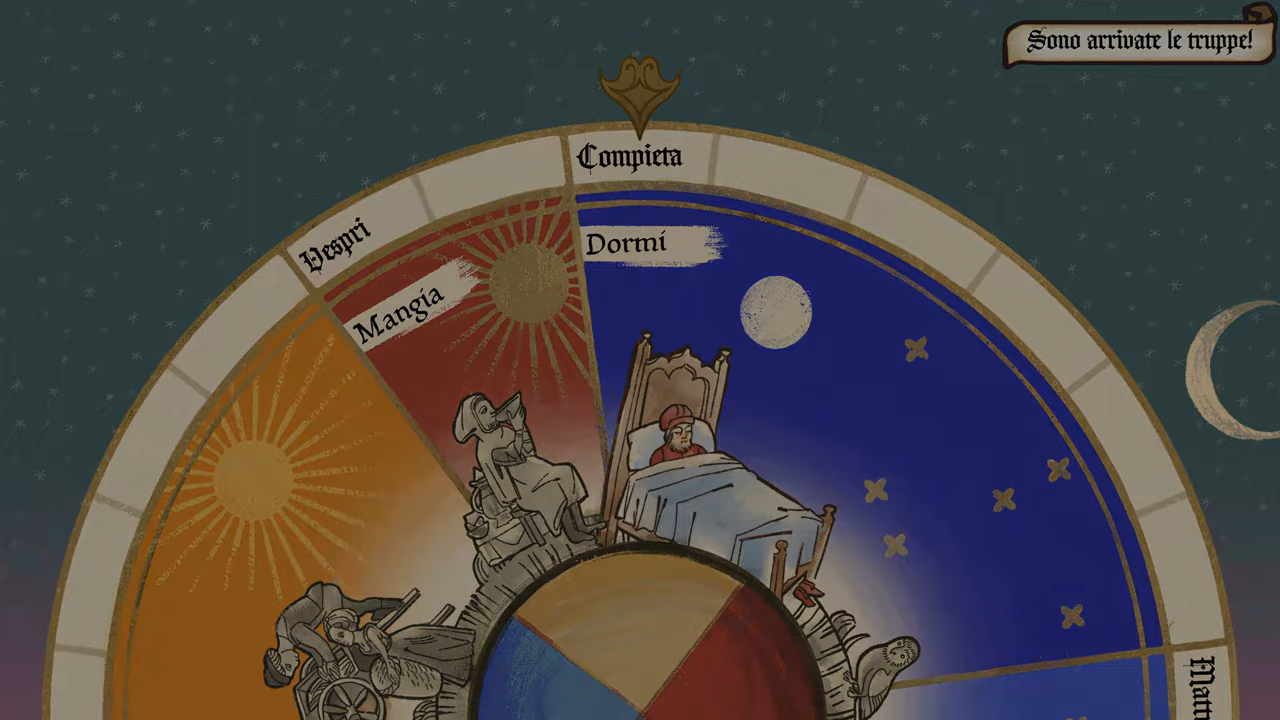 Sono arrivate le truppe!
Compieta
Vespri
Dormi
Mangia